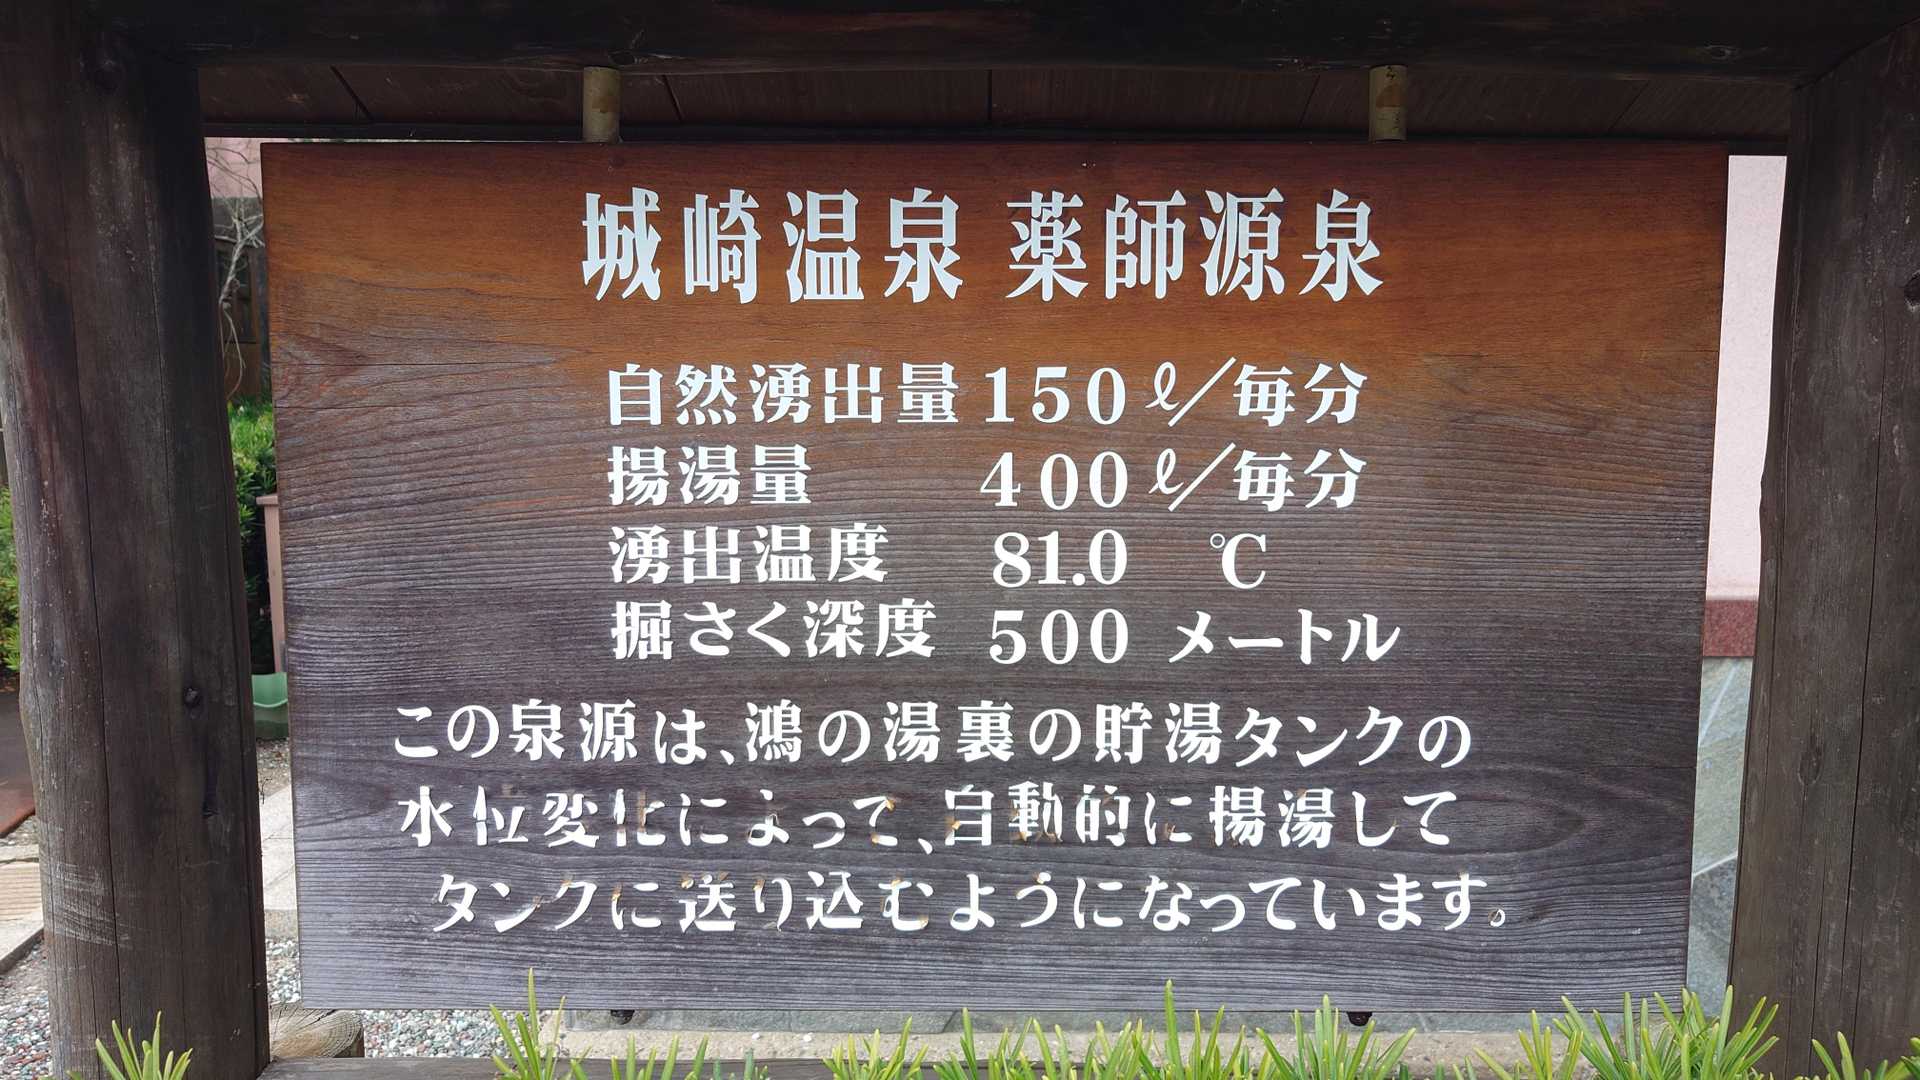 城崎温泉 薬師源泉
自然湧出量 150 ℓ/毎分
揚湯量 400 ℓ/毎分
湧出温度 81.0 ℃
掘さく深度 500 メートル
この泉源は、鴻の湯裏の貯湯タンクの
水位変化によって、自動的に揚湯して
タンクに送り込むようになっています。